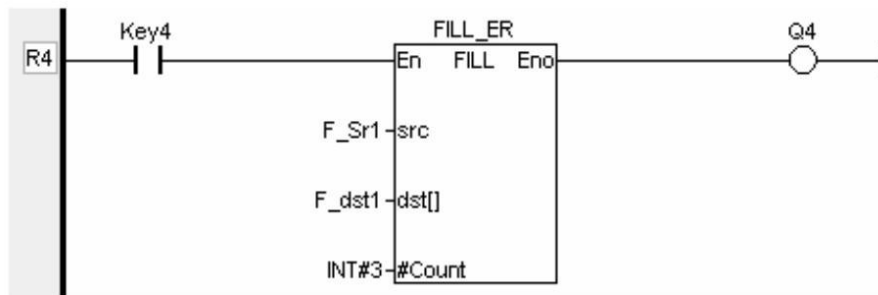 Key4 FILL_ER Q4
R4 En FILL Eno
F_Sr1 src
F_dst1 dst[]
INT#3 #Count